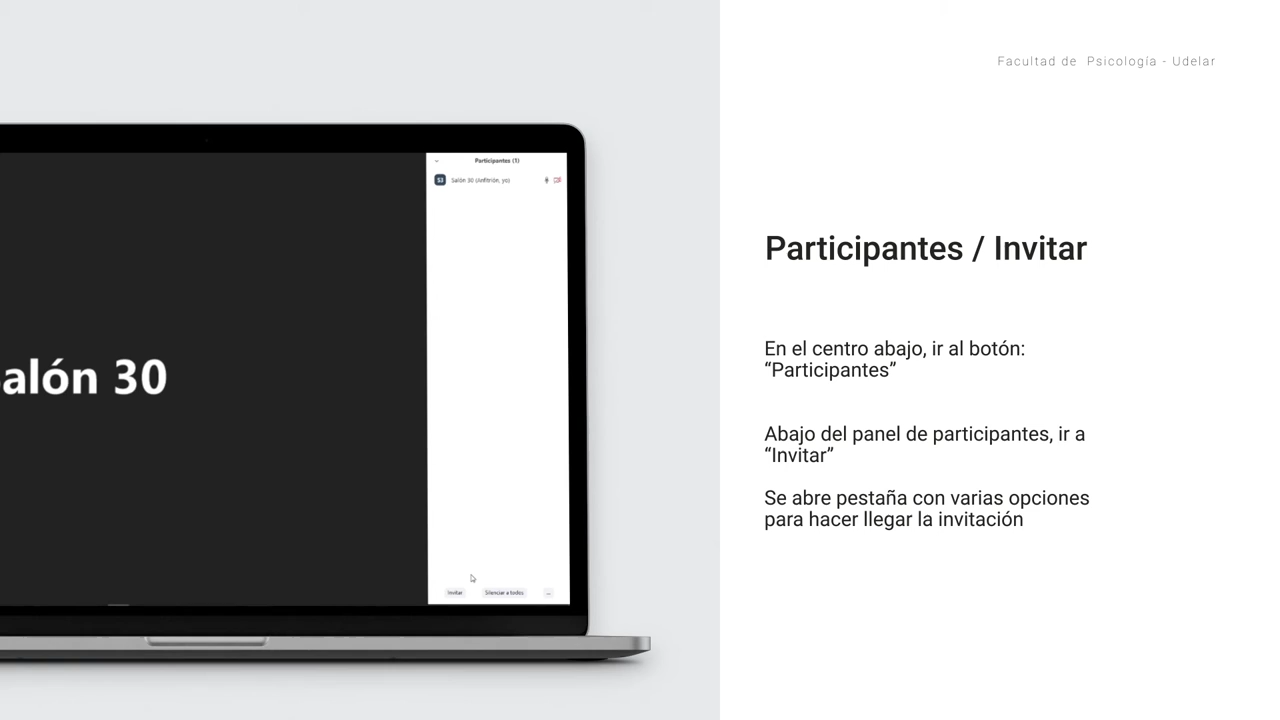 Facultad de Psicología - Udelar
Participantes (1)
S3
Salón 30 (Anfitrión, yo)
alón 30
Invitar
Silenciar a todos
...
Participantes / Invitar
En el centro abajo, ir al botón:
“Participantes”
Abajo del panel de participantes, ir a
“Invitar”
Se abre pestaña con varias opciones
para hacer llegar la invitación